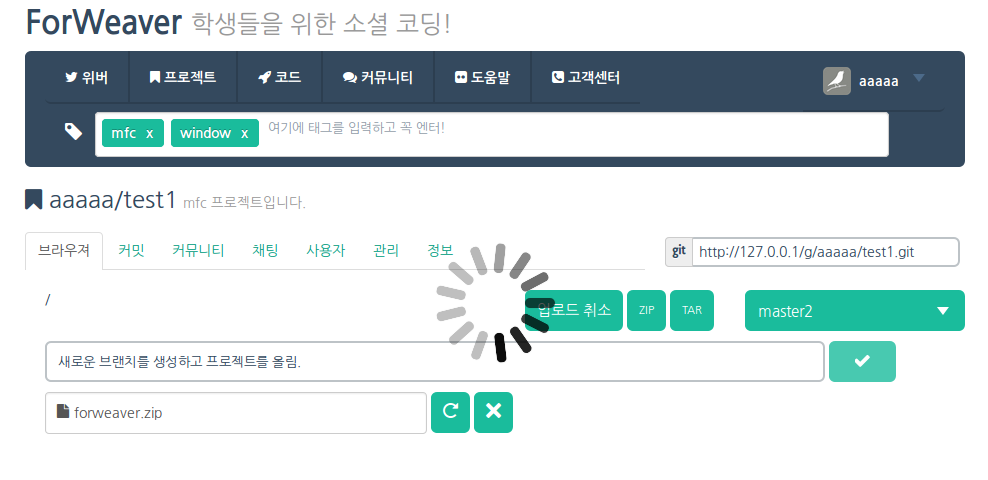 ForWeaver 학생들을 위한 소셜 코딩!
위버 프로젝트 코드 커뮤니티 도움말 고객센터 aaaaa
mfc x window x 여기에 태그를 입력하고 꼭 엔터!
aaaaa/test1 mfc 프로젝트입니다.
브라우져 커밋 커뮤니티 채팅 사용자 관리 정보 git http://127.0.0.1/g/aaaaa/test1.git
/ 업로드 취소 ZIP TAR master2
새로운 브랜치를 생성하고 프로젝트를 올림.
forweaver.zip